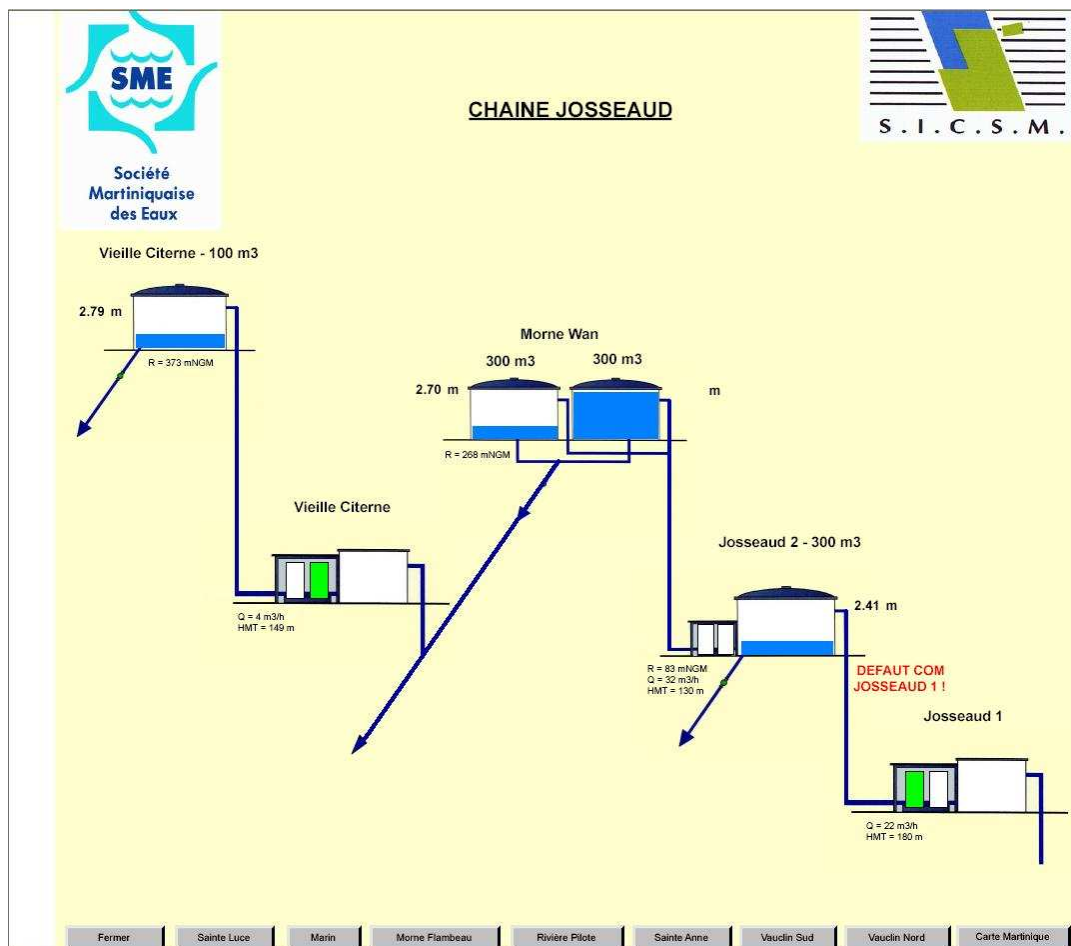 SME
Société
Martiniquaise
des Eaux
CHAINE JOSSEAUD
S.I.C.S.M.
Vieille Citerne - 100 m3
2.79 m
R = 373 mNGM
Morne Wan
300 m3
300 m3
2.70 m
m
R = 268 mNGM
Vieille Citerne
Q = 4 m3/h
HMT = 149 m
Josseaud 2 - 300 m3
2.41 m
R = 83 mNGM
Q = 32 m3/h
HMT = 130 m
DEFAUT COM
JOSSEAUD 1 !
Josseaud 1
Q = 22 m3/h
HMT = 180 m
Fermer
Sainte Luce
Marin
Morne Flambeau
Rivière Pilote
Sainte Anne
Vauclin Sud
Vauclin Nord
Carte Martinique